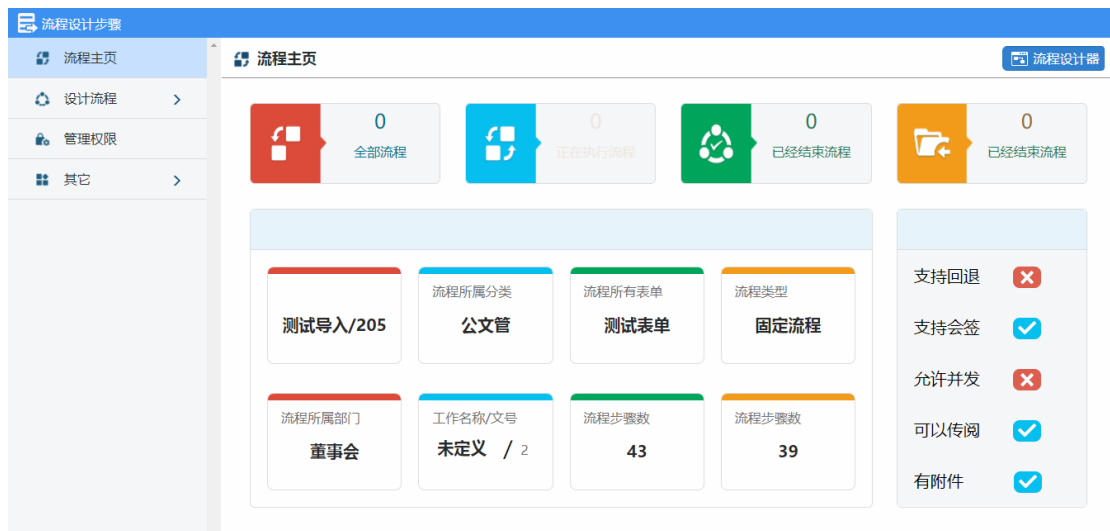 流程设计步骤
流程主页
设计流程
管理权限
其它
流程主页
流程设计器
0
全部流程
0
正在执行流程
0
已经结束流程
0
已经结束流程
测试导入/205
流程所属分类
公文管
流程所有表单
测试表单
流程类型
固定流程
流程所属部门
董事会
工作名称/文号
未定义 / 2
流程步骤数
43
流程步骤数
39
支持回退
支持会签
允许并发
可以传阅
有附件